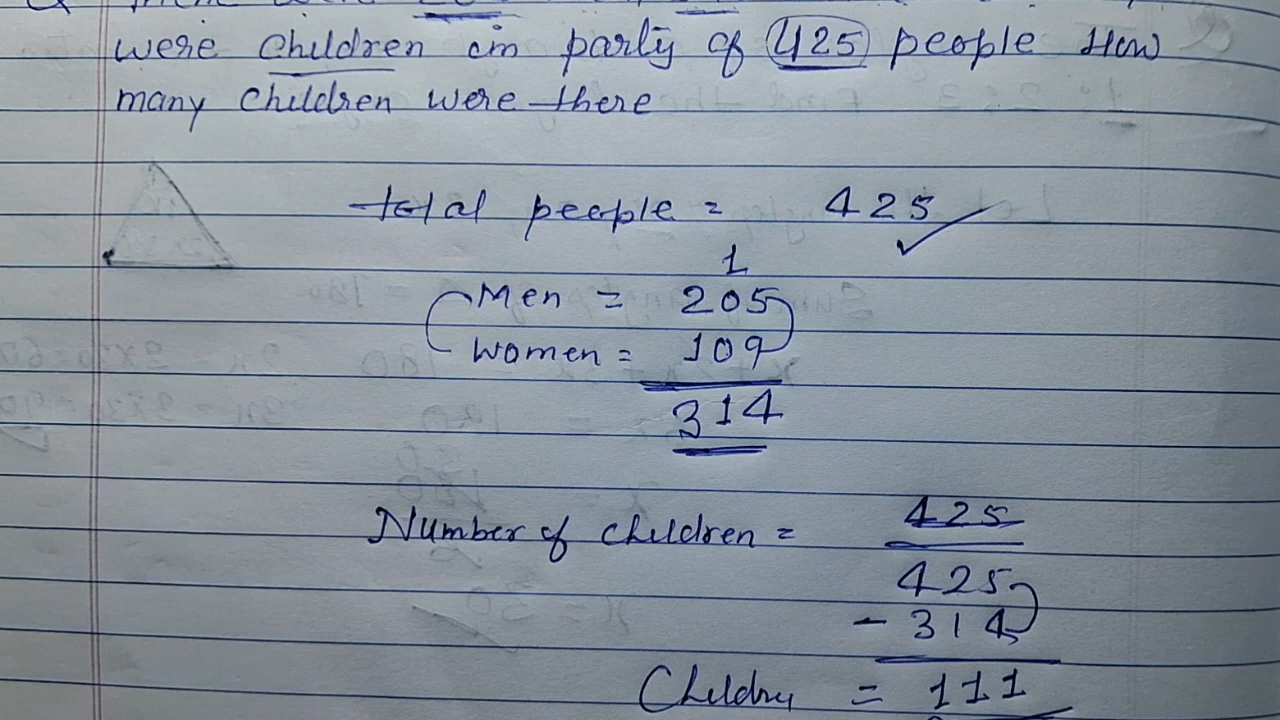 were children in party of 425 people How
many children were there
total people = 425
1
Men = 205
Women = 109
314
Number of children =
425
425
- 314
= 111